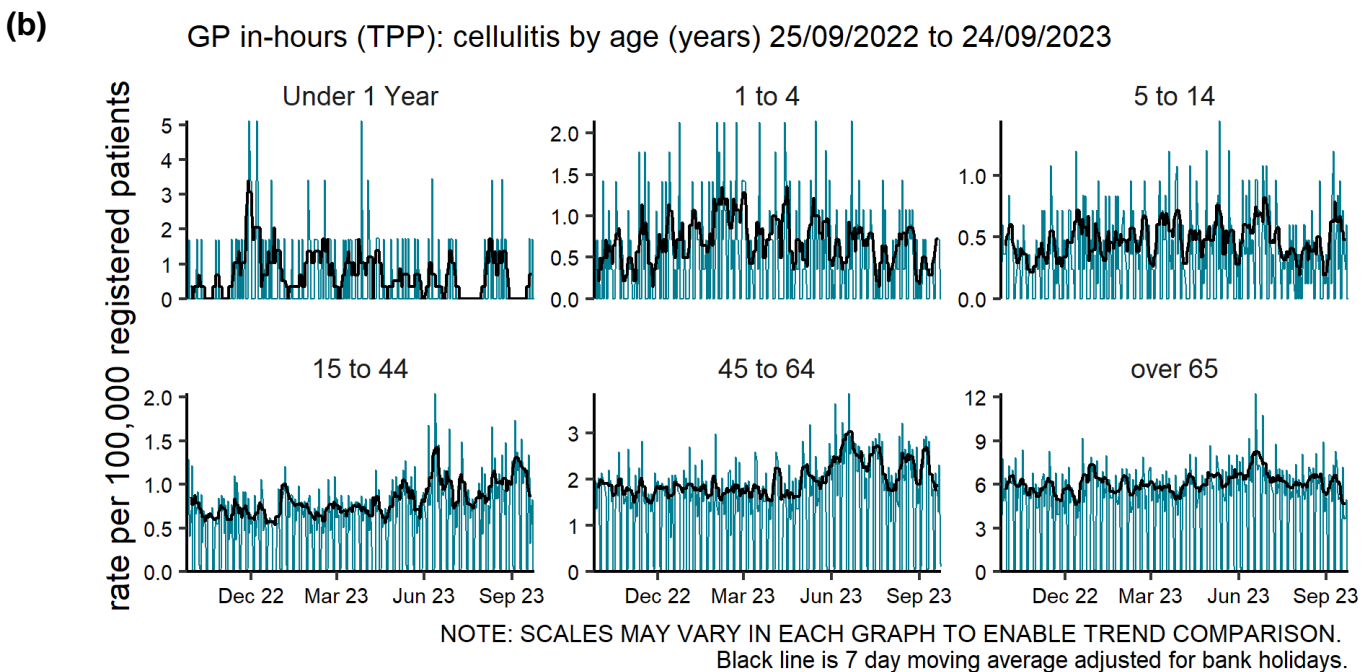 (b)
GP in-hours (TPP): cellulitis by age (years) 25/09/2022 to 24/09/2023
rate per 100,000 registered patients
Under 1 Year
5
4
3
2
1
0
1 to 4
2.0
1.5
1.0
0.5
0.0
5 to 14
1.0
0.5
0.0
15 to 44
2.0
1.5
1.0
0.5
0.0
Dec 22 Mar 23 Jun 23 Sep 23
45 to 64
3
2
1
0
Dec 22 Mar 23 Jun 23 Sep 23
over 65
12
9
6
3
0
Dec 22 Mar 23 Jun 23 Sep 23
NOTE: SCALES MAY VARY IN EACH GRAPH TO ENABLE TREND COMPARISON.
Black line is 7 day moving average adjusted for bank holidays.